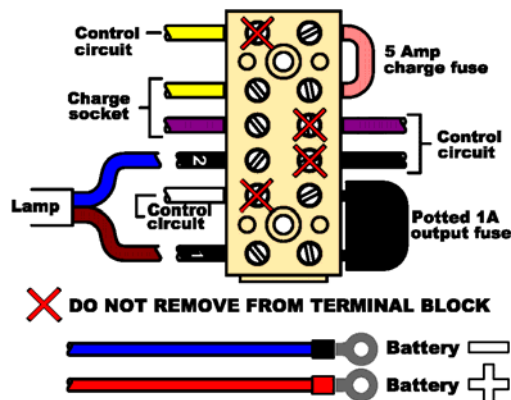 Control
circuit
5 Amp
charge fuse
Charge
socket
Control
circuit
2
Lamp
Control
circuit
Potted 1A
output fuse
1
DO NOT REMOVE FROM TERMINAL BLOCK
Battery −
Battery +